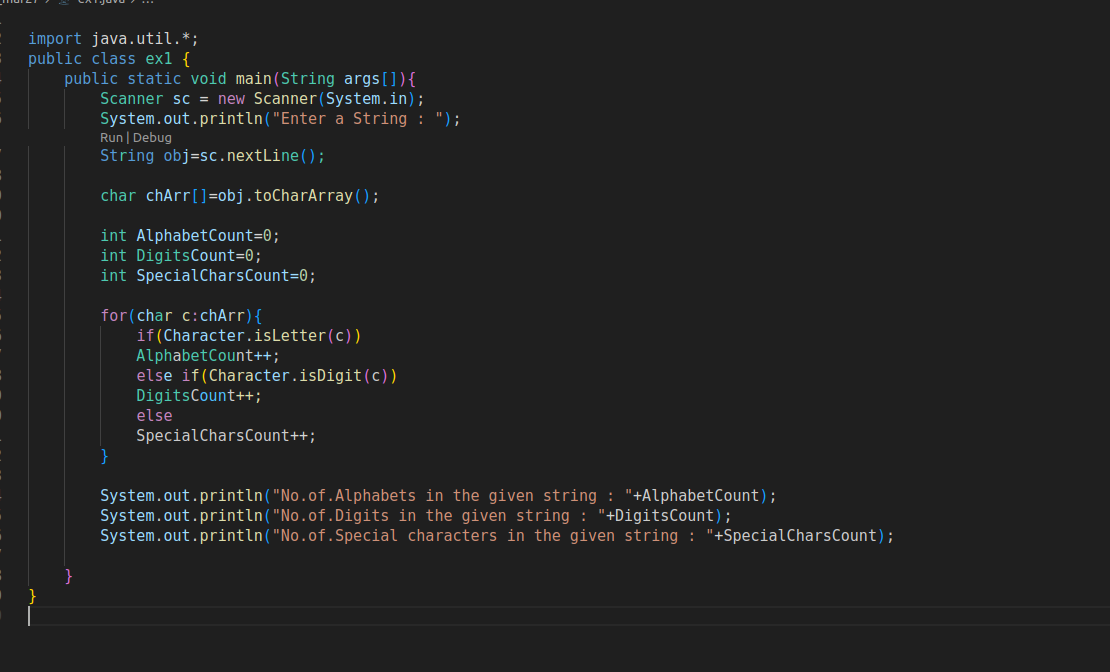 ex1.java
import java.util.*;
public class ex1 {
public static void main(String args[]){
Scanner sc = new Scanner(System.in);
System.out.println("Enter a String : ");
Run | Debug
String obj=sc.nextLine();
char chArr[]=obj.toCharArray();
int AlphabetCount=0;
int DigitsCount=0;
int SpecialCharsCount=0;
for(char c:chArr){
if(Character.isLetter(c))
AlphabetCount++;
else if(Character.isDigit(c))
DigitsCount++;
else
SpecialCharsCount++;
}
System.out.println("No.of.Alphabets in the given string : "+AlphabetCount);
System.out.println("No.of.Digits in the given string : "+DigitsCount);
System.out.println("No.of.Special characters in the given string : "+SpecialCharsCount);
}
}